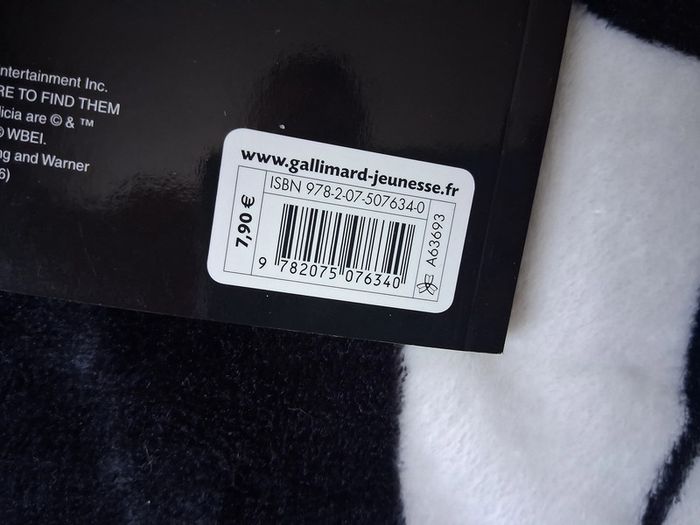 ntertainment Inc.
RE TO FIND THEM
licia are © & ™
© WBEI.
ng and Warner
6)
www.gallimard-jeunesse.fr
ISBN 978-2-07-507634-0
7,90 €
A63693
9 782075 076340